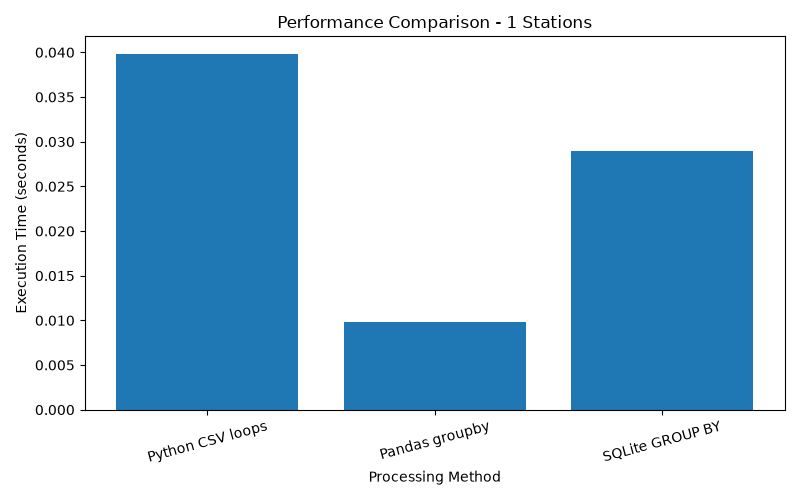 Performance Comparison - 1 Stations
Execution Time (seconds)
0.040
0.035
0.030
0.025
0.020
0.015
0.010
0.005
0.000
Python CSV loops
Pandas groupby
SQLite GROUP BY
Processing Method